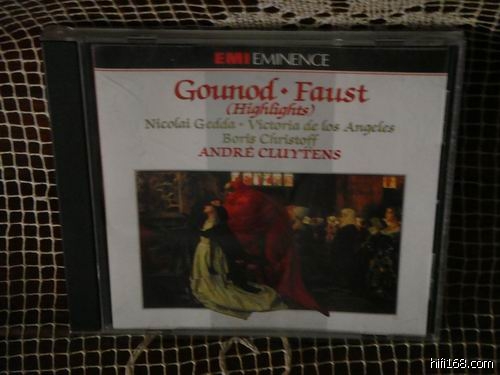 EMI EMINENCE
Gounod · Faust
(Highlights)
Nicolai Gedda · Victoria de los Angeles
Boris Christoff
ANDRÉ CLUYTENS
hifi168.com